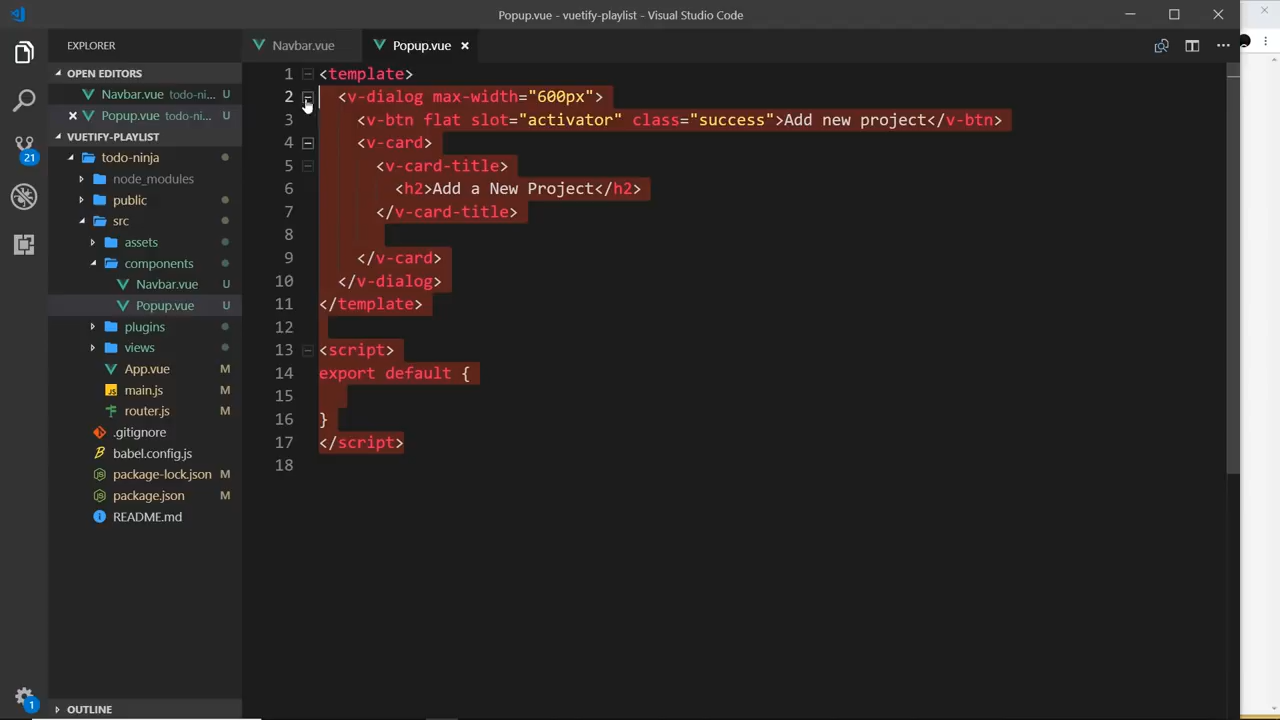 Popup.vue - vuetify-playlist - Visual Studio Code
EXPLORER
Navbar.vue
Popup.vue
OPEN EDITORS
Navbar.vue todo-ni... U
Popup.vue todo-ni... U
VUETIFY-PLAYLIST
todo-ninja
node_modules
public
src
assets
components
Navbar.vue U
Popup.vue U
plugins
views
App.vue M
main.js M
router.js M
.gitignore
babel.config.js
package-lock.json M
package.json M
README.md
OUTLINE
21
1
1 <template>
2 <v-dialog max-width="600px">
3 <v-btn flat slot="activator" class="success">Add new project</v-btn>
4 <v-card>
5 <v-card-title>
6 <h2>Add a New Project</h2>
7 </v-card-title>
8
9 </v-card>
10 </v-dialog>
11 </template>
12
13 <script>
14 export default {
15
16 }
17 </script>
18